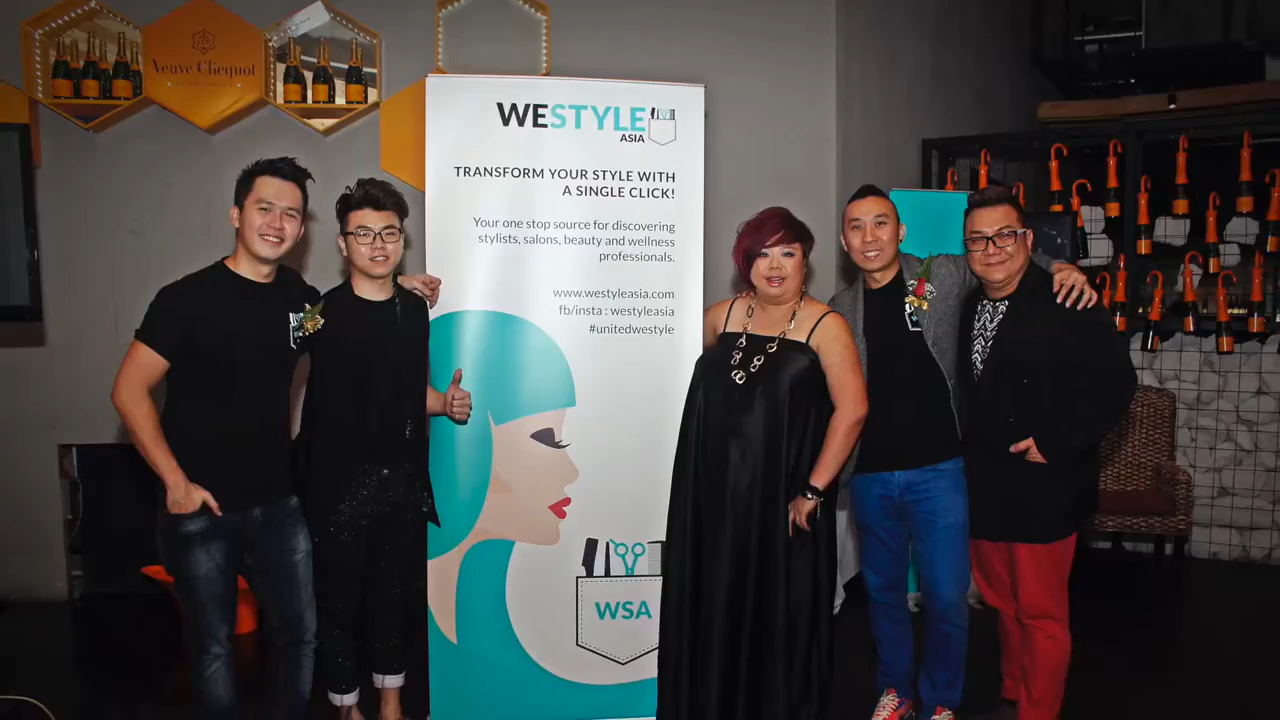 Veuve Clicquot
WESTYLE
ASIA
TRANSFORM YOUR STYLE WITH
A SINGLE CLICK!
Your one stop source for discovering
stylists, salons, beauty and wellness
professionals.
www.westyleasia.com
fb/insta : westyleasia
#unitedwestyle
WSA